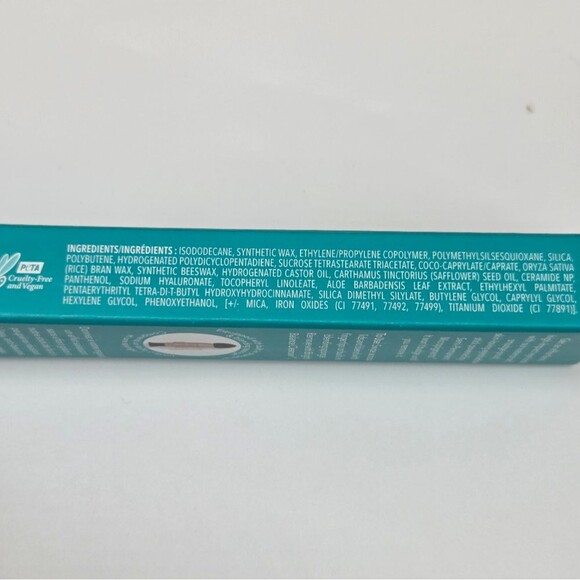 PETA
Cruelty-Free
and Vegan
INGREDIENTS/INGRÉDIENTS : ISODODECANE, SYNTHETIC WAX, ETHYLENE/PROPYLENE COPOLYMER, POLYMETHYLSILSESQUIOXANE, SILICA,
POLYBUTENE, HYDROGENATED POLYDICYCLOPENTADIENE, SUCROSE TETRASTEARATE TRIACETATE, COCO-CAPRYLATE/CAPRATE, ORYZA SATIVA
(RICE) BRAN WAX, SYNTHETIC BEESWAX, HYDROGENATED CASTOR OIL, CARTHAMUS TINCTORIUS (SAFFLOWER) SEED OIL, CERAMIDE NP
PANTHENOL, SODIUM HYALURONATE, TOCOPHERYL LINOLEATE, ALOE BARBADENSIS LEAF EXTRACT, ETHYLHEXYL PALMITATE,
PENTAERYTHRITYL TETRA-DI-T-BUTYL HYDROXYHYDROCINNAMATE, SILICA DIMETHYL SILYLATE, BUTYLENE GLYCOL, CAPRYLYL GLYCOL,
HEXYLENE GLYCOL, PHENOXYETHANOL, [+/- MICA, IRON OXIDES (CI 77491, 77492, 77499), TITANIUM DIOXIDE (CI 77891)].